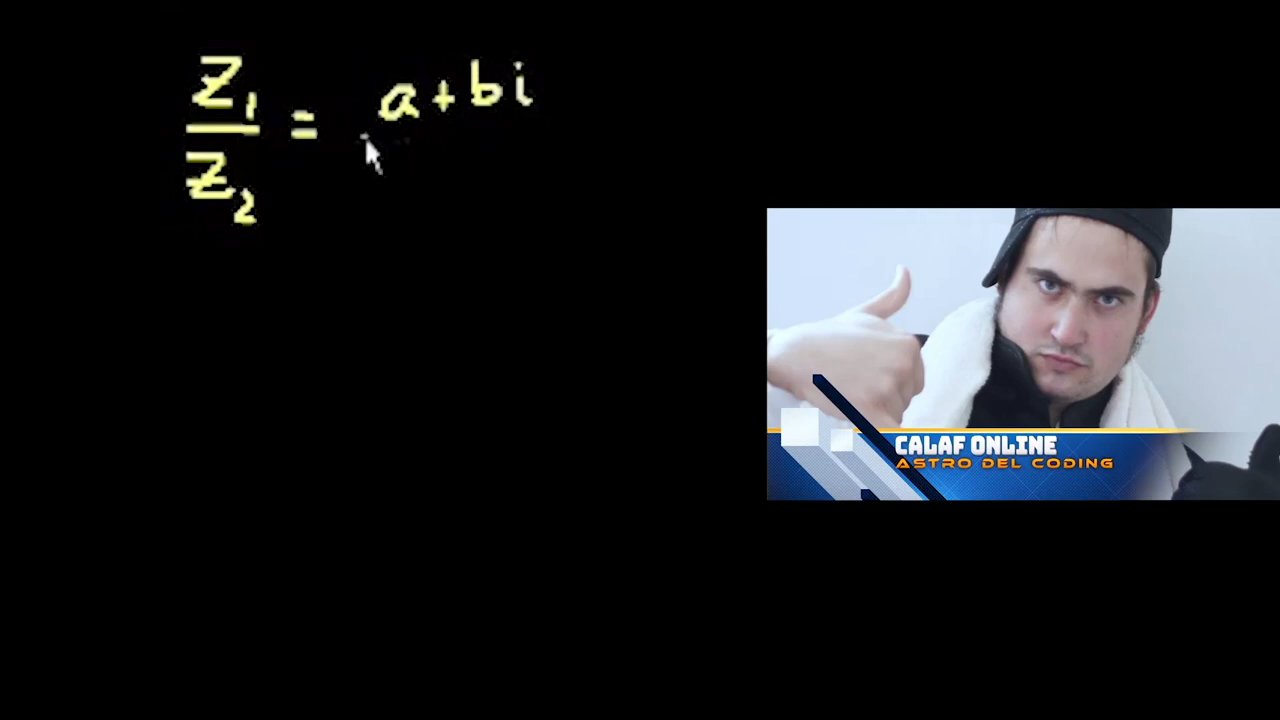 Z₁
Z₂
= a + bi
CALAF ONLINE
ASTRO DEL CODING